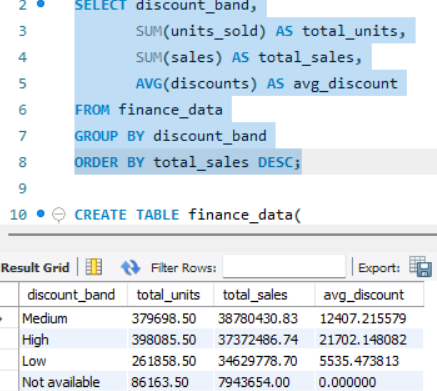 2 SELECT discount_band,
3 SUM(units_sold) AS total_units,
4 SUM(sales) AS total_sales,
5 AVG(discounts) AS avg_discount
6 FROM finance_data
7 GROUP BY discount_band
8 ORDER BY total_sales DESC;
9
10 CREATE TABLE finance_data(
Result Grid Filter Rows: Export:
discount_band total_units total_sales avg_discount
Medium 379698.50 38780430.83 12407.215579
High 398085.50 37372486.74 21702.148082
Low 261858.50 34629778.70 5535.473813
Not available 86163.50 7943654.00 0.000000